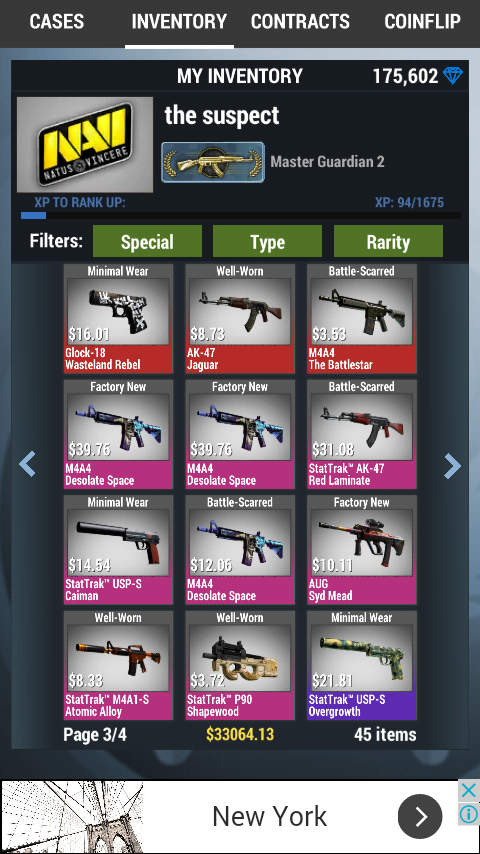 CASES INVENTORY CONTRACTS COINFLIP
MY INVENTORY 175,602
NAVI
NATUS VINCERE
the suspect
Master Guardian 2
XP TO RANK UP: XP: 94/1675
Filters: Special Type Rarity
Minimal Wear Well-Worn Battle-Scarred
$16.01 $8.73 $3.53
Glock-18 AK-47 M4A4
Wasteland Rebel Jaguar The Battlestar
Factory New Factory New Battle-Scarred
$39.76 $39.76 $31.08
M4A4 M4A4 StatTrak™ AK-47
Desolate Space Desolate Space Red Laminate
Minimal Wear Battle-Scarred Factory New
$14.54 $12.06 $10.11
StatTrak™ USP-S M4A4 AUG
Caiman Desolate Space Syd Mead
Well-Worn Well-Worn Minimal Wear
$8.33 $3.72 $21.81
StatTrak™ M4A1-S StatTrak™ P90 StatTrak™ USP-S
Atomic Alloy Shapewood Overgrowth
Page 3/4 $33064.13 45 items
New York